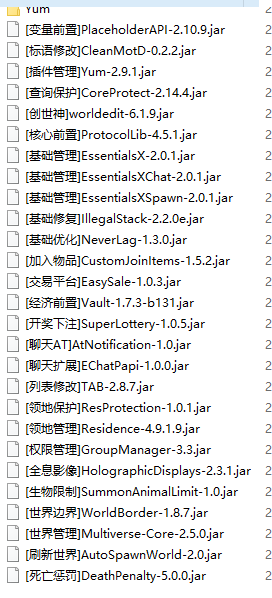 Yum
[变量前置]PlaceholderAPI-2.10.9.jar
[标语修改]CleanMotD-0.2.2.jar
[插件管理]Yum-2.9.1.jar
[查询保护]CoreProtect-2.14.4.jar
[创世神]worldedit-6.1.9.jar
[核心前置]ProtocolLib-4.5.1.jar
[基础管理]EssentialsX-2.0.1.jar
[基础管理]EssentialsXChat-2.0.1.jar
[基础管理]EssentialsXSpawn-2.0.1.jar
[基础修复]IllegalStack-2.2.0e.jar
[基础优化]NeverLag-1.3.0.jar
[加入物品]CustomJoinItems-1.5.2.jar
[交易平台]EasySale-1.0.3.jar
[经济前置]Vault-1.7.3-b131.jar
[开奖下注]SuperLottery-1.0.5.jar
[聊天AT]AtNotification-1.0.jar
[聊天扩展]EChatPapi-1.0.0.jar
[列表修改]TAB-2.8.7.jar
[领地保护]ResProtection-1.0.1.jar
[领地管理]Residence-4.9.1.9.jar
[权限管理]GroupManager-3.3.jar
[全息影像]HolographicDisplays-2.3.1.jar
[生物限制]SummonAnimalLimit-1.0.jar
[世界边界]WorldBorder-1.8.7.jar
[世界管理]Multiverse-Core-2.5.0.jar
[刷新世界]AutoSpawnWorld-2.0.jar
[死亡惩罚]DeathPenalty-5.0.0.jar